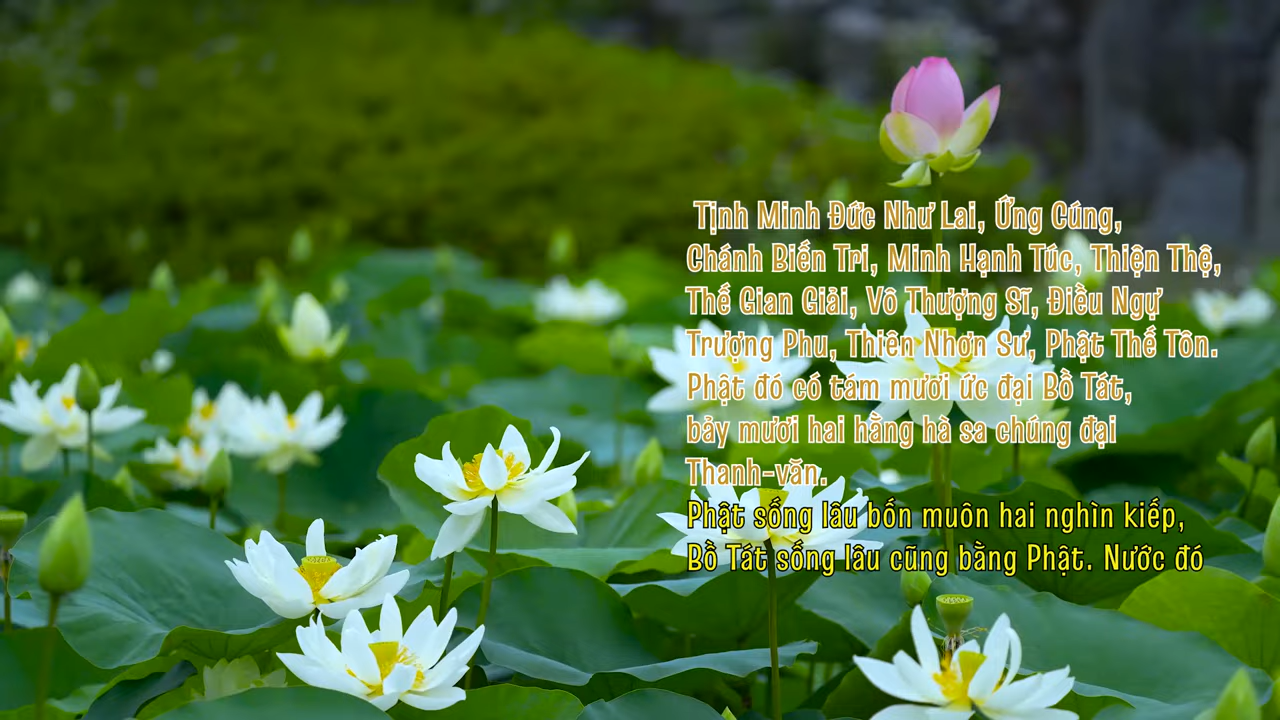 Tịnh Minh Đức Như Lai, Ứng Cúng,
Chánh Biến Tri, Minh Hạnh Túc, Thiện Thệ,
Thế Gian Giải, Vô Thượng Sĩ, Điều Ngự
Trượng Phu, Thiên Nhơn Sư, Phật Thế Tôn.
Phật đó có tám mươi ức đại Bồ Tát,
bảy mươi hai hằng hà sa chúng đại
Thanh-văn.
Phật sống lâu bốn muôn hai nghìn kiếp,
Bồ Tát sống lâu cũng bằng Phật. Nước đó